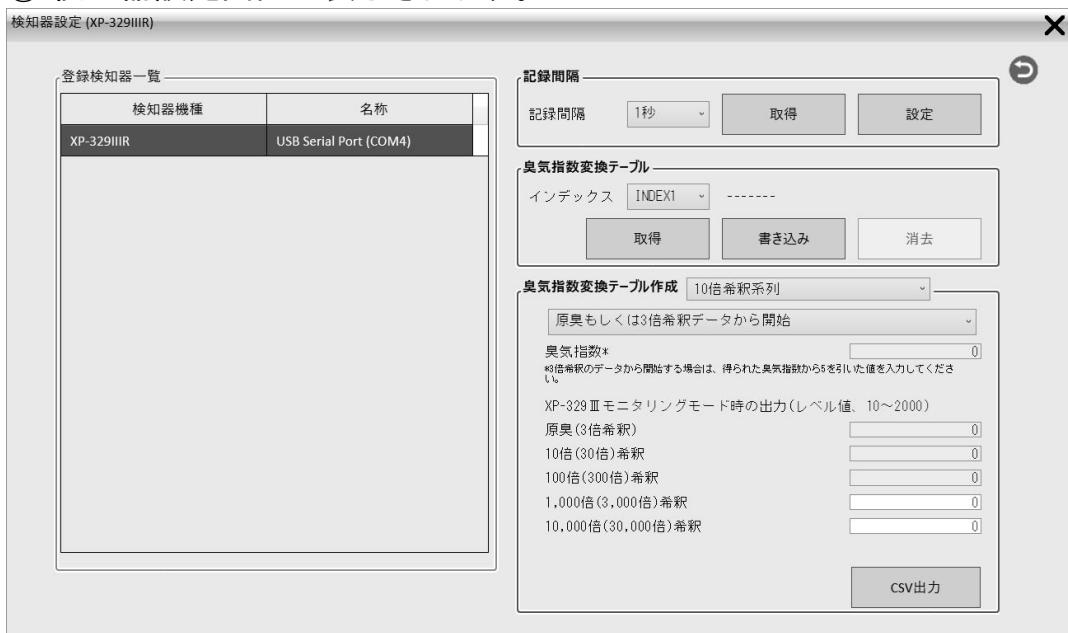 検知器設定 (XP-329IIIR)
登録検知器一覧
検知器機種 名称
XP-329IIIR USB Serial Port (COM4)
記録間隔
記録間隔 1秒 取得 設定
臭気指数変換テーブル
インデックス INDEX1 -------
取得 書き込み 消去
臭気指数変換テーブル作成 10倍希釈系列
原臭もしくは3倍希釈データから開始
臭気指数* 0
*3倍希釈のデータから開始する場合は、得られた臭気指数から5を引いた値を入力してくださ
い。
XP-329Ⅲモニタリングモード時の出力(レベル値、10～2000)
原臭(3倍希釈) 0
10倍(30倍)希釈 0
100倍(300倍)希釈 0
1,000倍(3,000倍)希釈 0
10,000倍(30,000倍)希釈 0
CSV出力